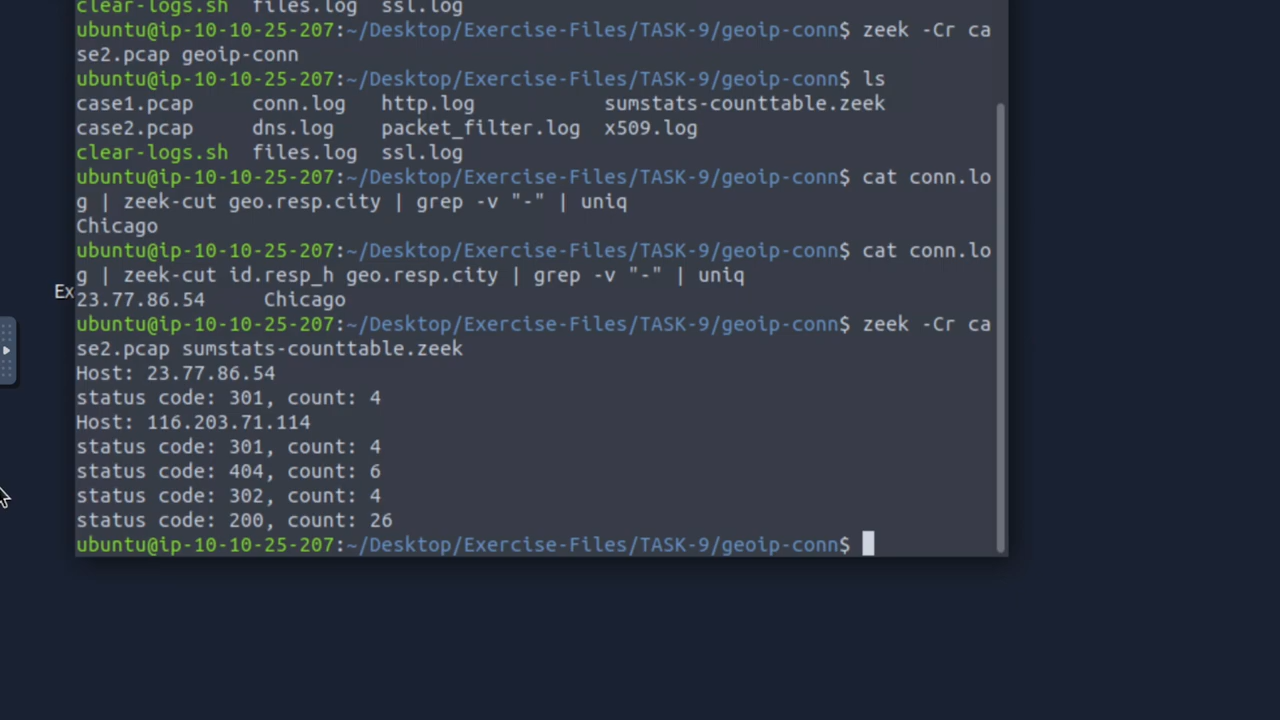 clear-logs.sh  files.log  ssl.log
ubuntu@ip-10-10-25-207:~/Desktop/Exercise-Files/TASK-9/geoip-conn$ zeek -Cr ca
se2.pcap geoip-conn
ubuntu@ip-10-10-25-207:~/Desktop/Exercise-Files/TASK-9/geoip-conn$ ls
case1.pcap     conn.log   http.log           sumstats-counttable.zeek
case2.pcap     dns.log    packet_filter.log  x509.log
clear-logs.sh  files.log  ssl.log
ubuntu@ip-10-10-25-207:~/Desktop/Exercise-Files/TASK-9/geoip-conn$ cat conn.lo
g | zeek-cut geo.resp.city | grep -v "-" | uniq
Chicago
ubuntu@ip-10-10-25-207:~/Desktop/Exercise-Files/TASK-9/geoip-conn$ cat conn.lo
g | zeek-cut id.resp_h geo.resp.city | grep -v "-" | uniq
Ex
23.77.86.54     Chicago
ubuntu@ip-10-10-25-207:~/Desktop/Exercise-Files/TASK-9/geoip-conn$ zeek -Cr ca
se2.pcap sumstats-counttable.zeek
Host: 23.77.86.54
status code: 301, count: 4
Host: 116.203.71.114
status code: 301, count: 4
status code: 404, count: 6
status code: 302, count: 4
status code: 200, count: 26
ubuntu@ip-10-10-25-207:~/Desktop/Exercise-Files/TASK-9/geoip-conn$